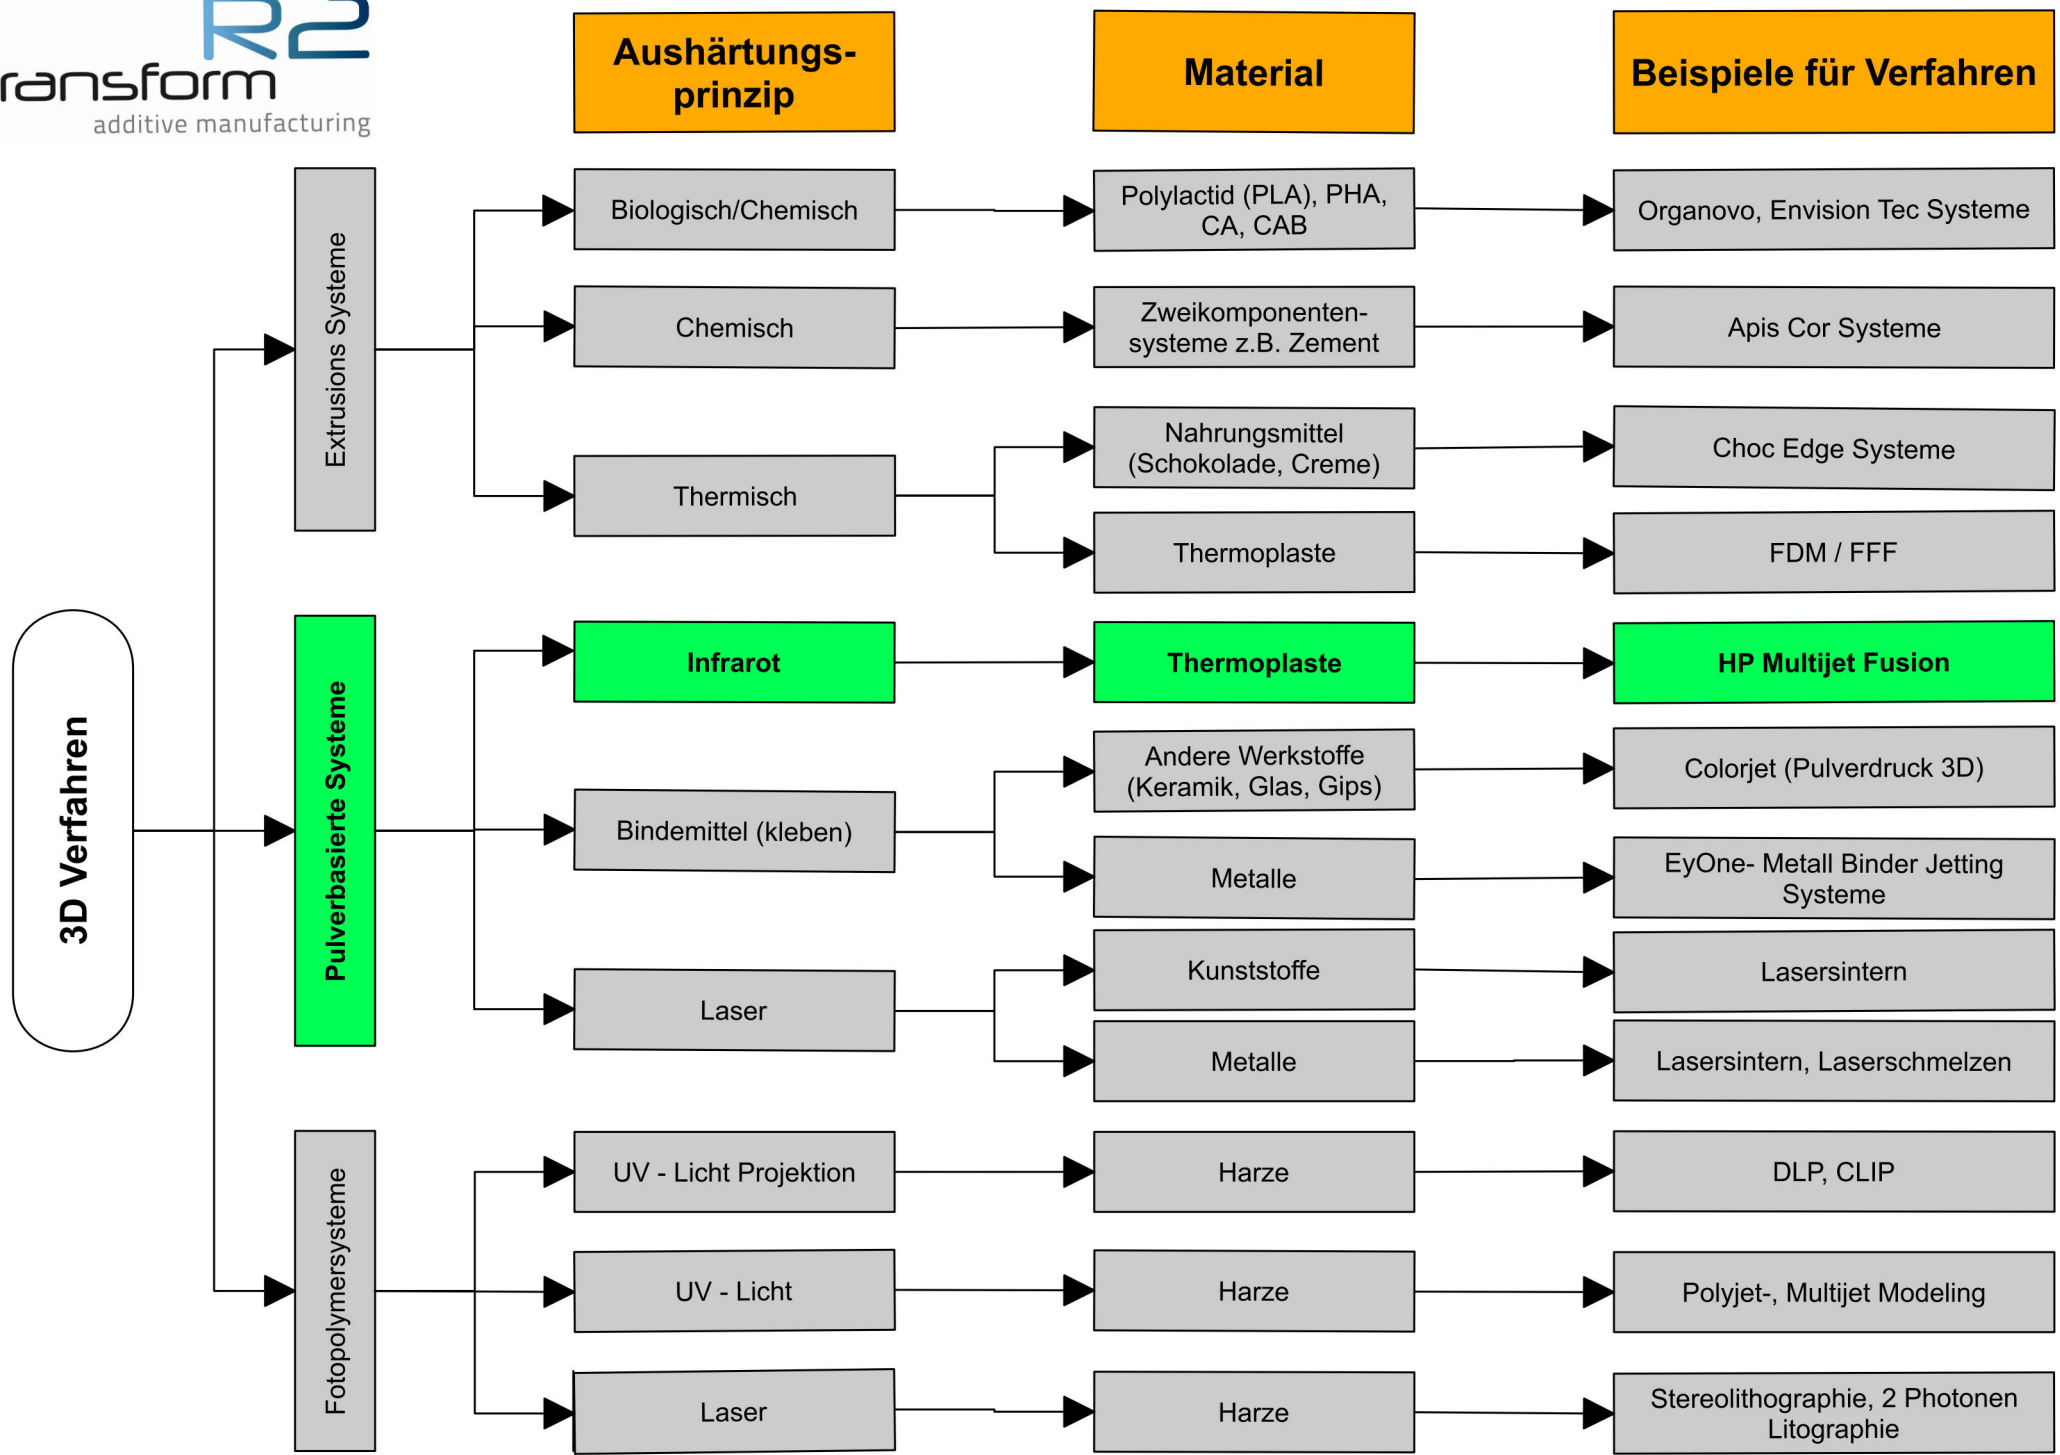 R2
ransform
additive manufacturing
Aushärtungs-
prinzip
Material
Beispiele für Verfahren
3D Verfahren
Extrusions Systeme
Biologisch/Chemisch
Polylactid (PLA), PHA,
CA, CAB
Organovo, Envision Tec Systeme
Chemisch
Zweikomponenten-
systeme z.B. Zement
Apis Cor Systeme
Thermisch
Nahrungsmittel
(Schokolade, Creme)
Choc Edge Systeme
Thermoplaste
FDM / FFF
Pulverbasierte Systeme
Infrarot
Thermoplaste
HP Multijet Fusion
Bindemittel (kleben)
Andere Werkstoffe
(Keramik, Glas, Gips)
Colorjet (Pulverdruck 3D)
Metalle
EyOne- Metall Binder Jetting
Systeme
Laser
Kunststoffe
Lasersintern
Metalle
Lasersintern, Laserschmelzen
Fotopolymersysteme
UV - Licht Projektion
Harze
DLP, CLIP
UV - Licht
Harze
Polyjet-, Multijet Modeling
Laser
Harze
Stereolithographie, 2 Photonen
Litographie